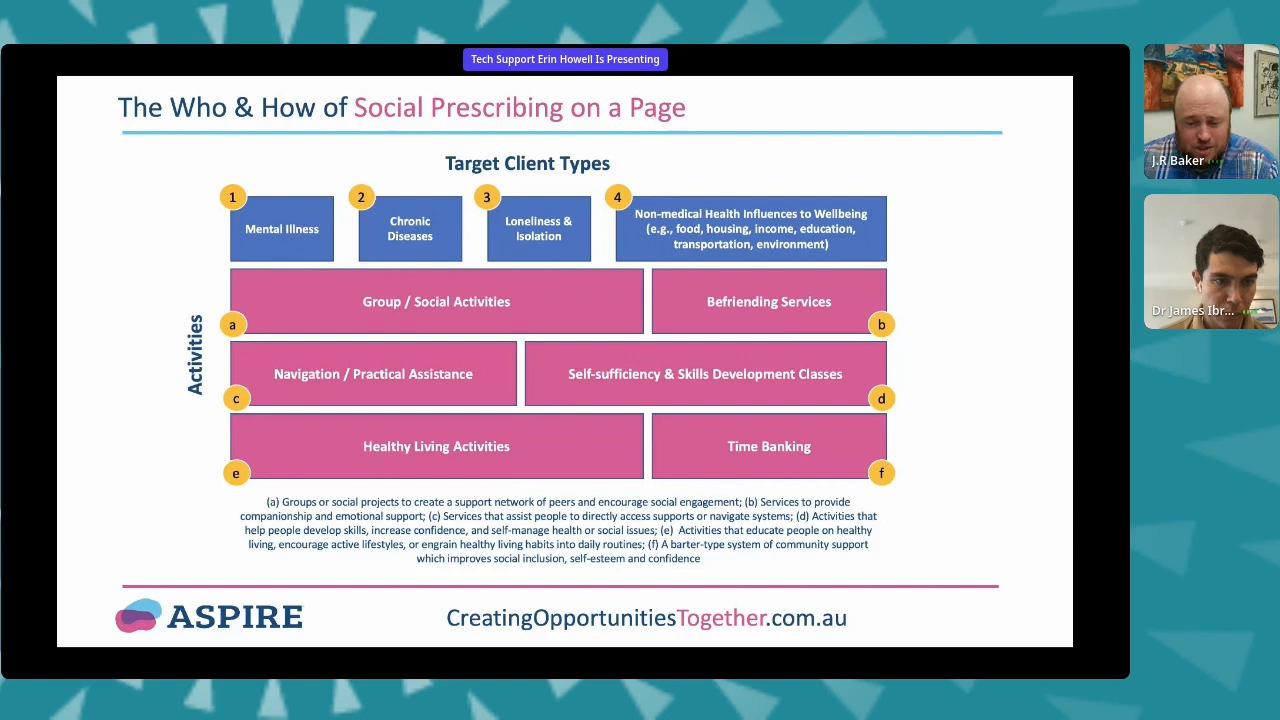 Tech Support Erin Howell Is Presenting
The Who & How of Social Prescribing on a Page
Target Client Types
1
2
3
4
Mental Illness
Chronic
Diseases
Loneliness &
Isolation
Non-medical Health Influences to Wellbeing
(e.g., food, housing, income, education,
transportation, environment)
Activities
Group / Social Activities
a
Befriending Services
b
Navigation / Practical Assistance
c
Self-sufficiency & Skills Development Classes
d
Healthy Living Activities
e
Time Banking
f
(a) Groups or social projects to create a support network of peers and encourage social engagement; (b) Services to provide
companionship and emotional support; (c) Services that assist people to directly access supports or navigate systems; (d) Activities that
help people develop skills, increase confidence, and self-manage health or social issues; (e) Activities that educate people on healthy
living, encourage active lifestyles, or engrain healthy living habits into daily routines; (f) A barter-type system of community support
which improves social inclusion, self-esteem and confidence
ASPIRE
CreatingOpportunitiesTogether.com.au
J.R Baker
Dr James Ibr...